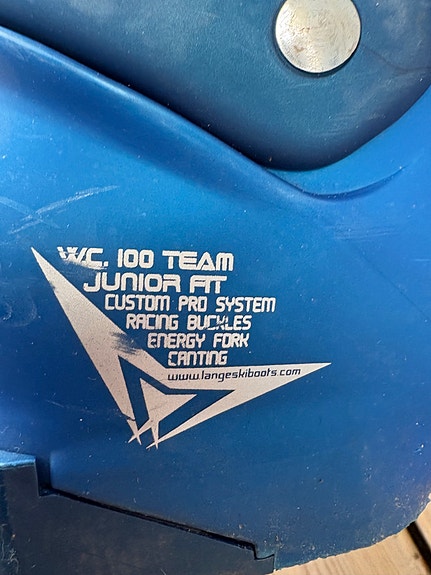 W.C. 100 TEAM
JUNIOR FIT
CUSTOM PRO SYSTEM
RACING BUCKLES
ENERGY FORK
CANTING
www.langeskiboots.com